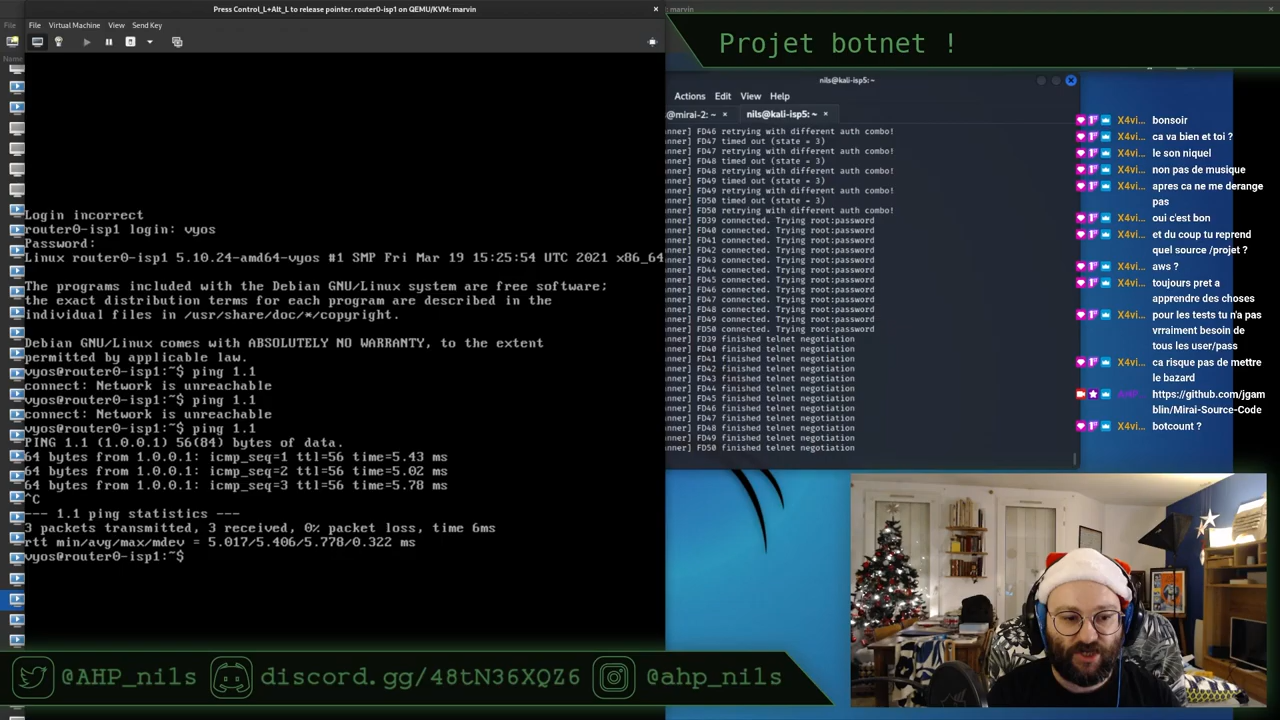 Press Control_L+Alt_L to release pointer. router0-isp1 on QEMU/KVM: marvin
File Virtual Machine View Send Key
Login incorrect
router0-isp1 login: vyos
Password:
Linux router0-isp1 5.10.24-amd64-vyos #1 SMP Fri Mar 19 15:25:54 UTC 2021 x86_64
The programs included with the Debian GNU/Linux system are free software;
the exact distribution terms for each program are described in the
individual files in /usr/share/doc/*/copyright.
Debian GNU/Linux comes with ABSOLUTELY NO WARRANTY, to the extent
permitted by applicable law.
vyos@router0-isp1:~$ ping 1.1
connect: Network is unreachable
vyos@router0-isp1:~$ ping 1.1
connect: Network is unreachable
vyos@router0-isp1:~$ ping 1.1
PING 1.1 (1.0.0.1) 56(84) bytes of data.
64 bytes from 1.0.0.1: icmp_seq=1 ttl=56 time=5.43 ms
64 bytes from 1.0.0.1: icmp_seq=2 ttl=56 time=5.02 ms
64 bytes from 1.0.0.1: icmp_seq=3 ttl=56 time=5.78 ms
^C
--- 1.1 ping statistics ---
3 packets transmitted, 3 received, 0% packet loss, time 6ms
rtt min/avg/max/mdev = 5.017/5.406/5.778/0.322 ms
vyos@router0-isp1:~$
File
Name
: marvin
Projet botnet !
nils@kali-isp5: ~
Actions Edit View Help
@mirai-2: ~ × nils@kali-isp5: ~ ×
anner] FD46 retrying with different auth combo!
anner] FD47 timed out (state = 3)
anner] FD47 retrying with different auth combo!
anner] FD48 timed out (state = 3)
anner] FD48 retrying with different auth combo!
anner] FD49 timed out (state = 3)
anner] FD49 retrying with different auth combo!
anner] FD50 timed out (state = 3)
anner] FD50 retrying with different auth combo!
anner] FD39 connected. Trying root:password
anner] FD40 connected. Trying root:password
anner] FD41 connected. Trying root:password
anner] FD42 connected. Trying root:password
anner] FD43 connected. Trying root:password
anner] FD44 connected. Trying root:password
anner] FD45 connected. Trying root:password
anner] FD46 connected. Trying root:password
anner] FD47 connected. Trying root:password
anner] FD48 connected. Trying root:password
anner] FD49 connected. Trying root:password
anner] FD50 connected. Trying root:password
anner] FD39 finished telnet negotiation
anner] FD40 finished telnet negotiation
anner] FD41 finished telnet negotiation
anner] FD42 finished telnet negotiation
anner] FD43 finished telnet negotiation
anner] FD44 finished telnet negotiation
anner] FD45 finished telnet negotiation
anner] FD46 finished telnet negotiation
anner] FD47 finished telnet negotiation
anner] FD48 finished telnet negotiation
anner] FD49 finished telnet negotiation
anner] FD50 finished telnet negotiation
X4vi... bonsoir
X4vi... ca va bien et toi ?
X4vi... le son niquel
X4vi... non pas de musique
X4vi... apres ca ne me derange
pas
X4vi... oui c'est bon
X4vi... et du coup tu reprend
quel source /projet ?
X4vi... aws ?
X4vi... toujours pret a
apprendre des choses
X4vi... pour les tests tu n'a pas
vrraiment besoin de
tous les user/pass
X4vi... ca risque pas de mettre
le bazard
https://github.com/jgam
blin/Mirai-Source-Code
X4vi... botcount ?
@AHP_nils discord.gg/48tN36XQZ6 @ahp_nils